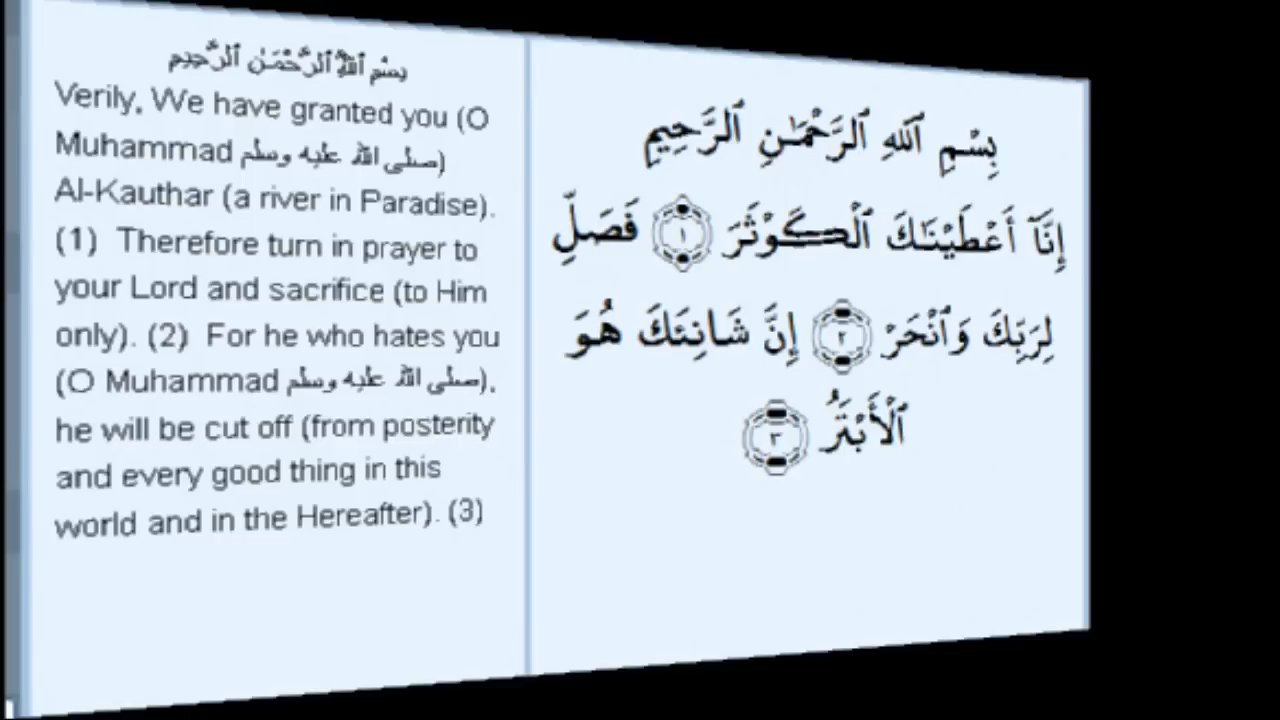 بِسْمِ ٱللَّهِ ٱلرَّحْمَـٰنِ ٱلرَّحِيمِ
Verily, We have granted you (O
Muhammad صلى الله عليه وسلم)
Al-Kauthar (a river in Paradise).
(1) Therefore turn in prayer to
your Lord and sacrifice (to Him
only). (2) For he who hates you
(O Muhammad صلى الله عليه وسلم),
he will be cut off (from posterity
and every good thing in this
world and in the Hereafter). (3)
بِسْمِ ٱللَّهِ ٱلرَّحْمَـٰنِ ٱلرَّحِيمِ
إِنَّآ أَعْطَيْنَـٰكَ ٱلْكَوْثَرَ ١ فَصَلِّ
لِرَبِّكَ وَٱنْحَرْ ٢ إِنَّ شَانِئَكَ هُوَ
ٱلْأَبْتَرُ ٣